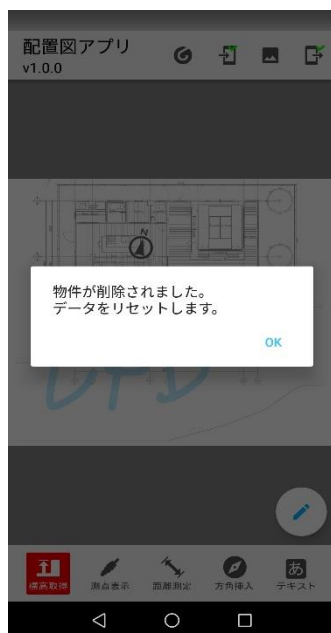 配置図アプリ
v1.0.0
N
物件が削除されました。
データをリセットします。
OK
標高取得
測点表示
距離測定
方角挿入
あ
テキスト